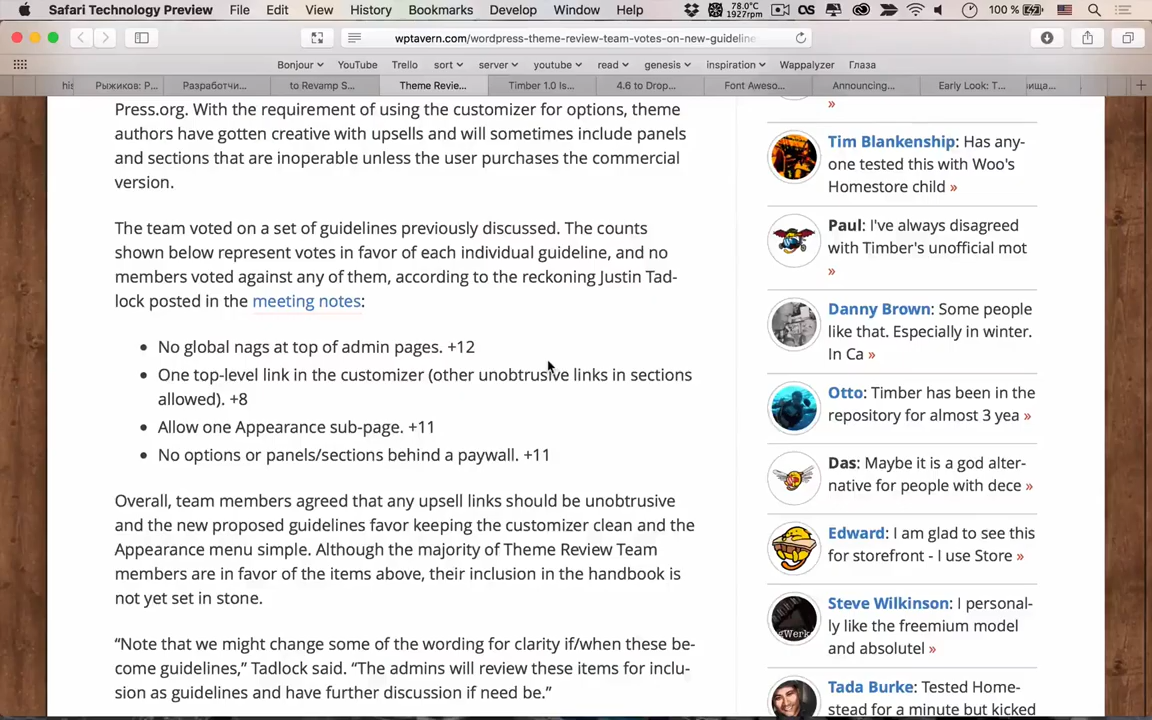 Safari Technology Preview File Edit View History Bookmarks Develop Window Help 78.0°C 1927rpm OS 100 %
wptavern.com/wordpress-theme-review-team-votes-on-new-guideline
Bonjour YouTube Trello sort server youtube read genesis inspiration Wappalyzer Глаза
his Рыжиков: P... Разработчи... to Revamp S... Theme Revie... Timber 1.0 Is... 4.6 to Drop... Font Aweso... Announcing... Early Look: T... ища...
Press.org. With the requirement of using the customizer for options, theme
authors have gotten creative with upsells and will sometimes include panels
and sections that are inoperable unless the user purchases the commercial
version.
The team voted on a set of guidelines previously discussed. The counts
shown below represent votes in favor of each individual guideline, and no
members voted against any of them, according to the reckoning Justin Tad-
lock posted in the meeting notes:
• No global nags at top of admin pages. +12
• One top-level link in the customizer (other unobtrusive links in sections
allowed). +8
• Allow one Appearance sub-page. +11
• No options or panels/sections behind a paywall. +11
Overall, team members agreed that any upsell links should be unobtrusive
and the new proposed guidelines favor keeping the customizer clean and the
Appearance menu simple. Although the majority of Theme Review Team
members are in favor of the items above, their inclusion in the handbook is
not yet set in stone.
“Note that we might change some of the wording for clarity if/when these be-
come guidelines,” Tadlock said. “The admins will review these items for inclu-
sion as guidelines and have further discussion if need be.”
»
Tim Blankenship: Has any-
one tested this with Woo's
Homestore child »
Paul: I've always disagreed
with Timber's unofficial mot
»
Danny Brown: Some people
like that. Especially in winter.
In Ca »
Otto: Timber has been in the
repository for almost 3 yea »
Das: Maybe it is a god alter-
native for people with dece »
Edward: I am glad to see this
for storefront - I use Store »
Steve Wilkinson: I personal-
ly like the freemium model
and absolutel »
Tada Burke: Tested Home-
stead for a minute but kicked